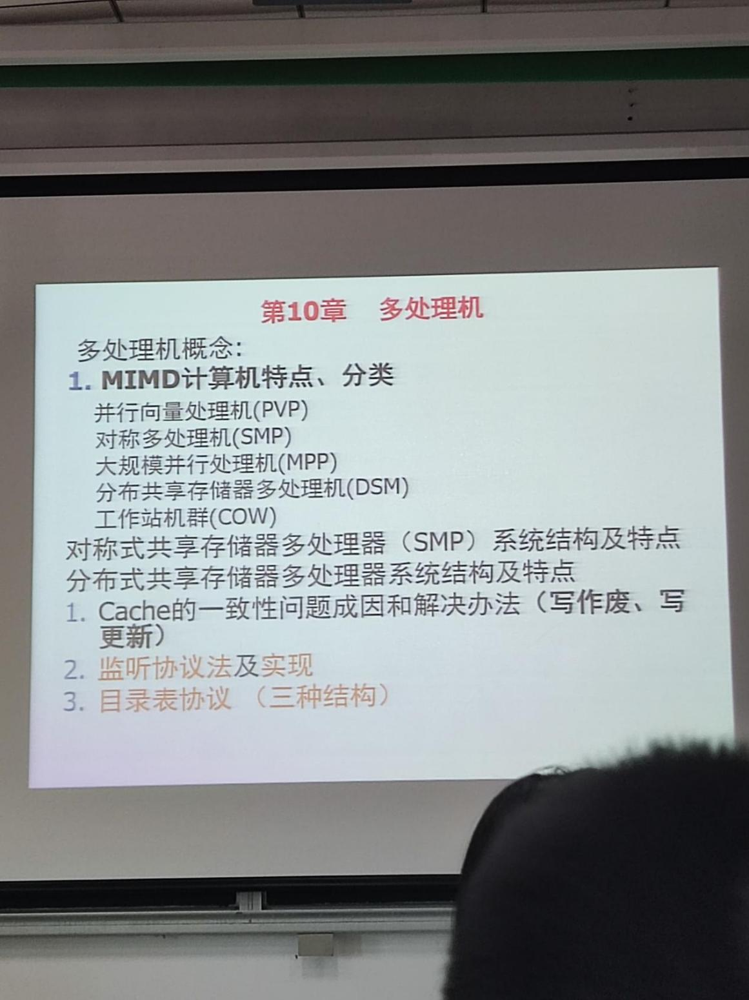 第10章 多处理机
多处理机概念：
1. MIMD计算机特点、分类
并行向量处理机(PVP)
对称多处理机(SMP)
大规模并行处理机(MPP)
分布共享存储器多处理机(DSM)
工作站机群(COW)
对称式共享存储器多处理器（SMP）系统结构及特点
分布式共享存储器多处理器系统结构及特点
1. Cache的一致性问题成因和解决办法（写作废、写
更新）
2. 监听协议法及实现
3. 目录表协议 （三种结构）